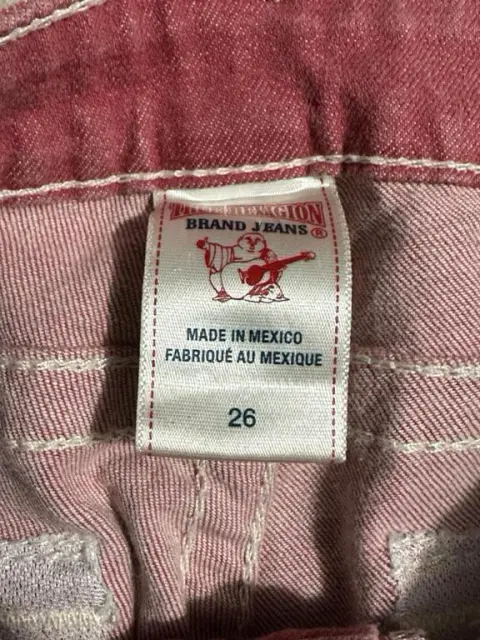 TRUE RELIGION
BRAND JEANS ®
MADE IN MEXICO
FABRIQUÉ AU MEXIQUE
26